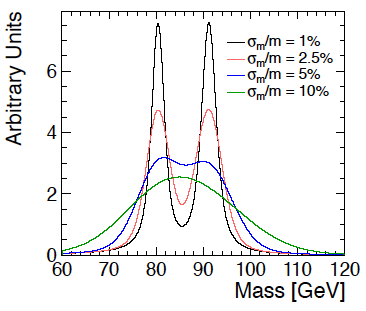 Arbitrary Units
σm/m = 1%
σm/m = 2.5%
σm/m = 5%
σm/m = 10%
6
4
2
0
60 70 80 90 100 110 120
Mass [GeV]